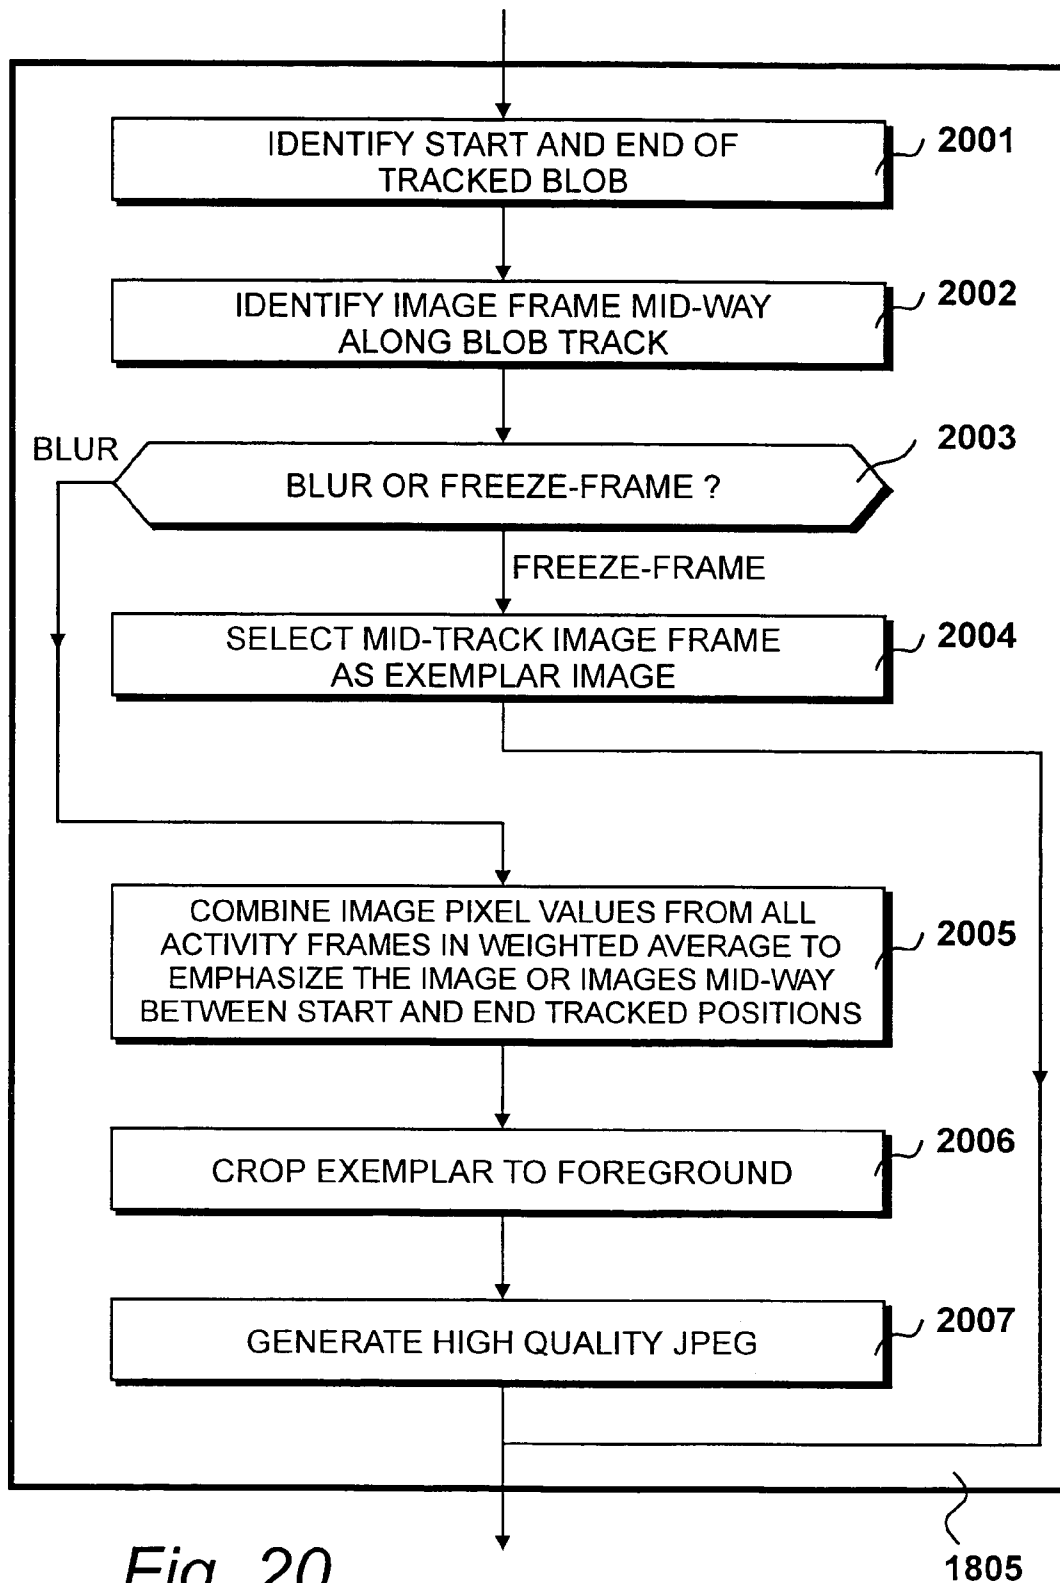 IDENTIFY START AND END OF
TRACKED BLOB
2001
IDENTIFY IMAGE FRAME MID-WAY
ALONG BLOB TRACK
2002
BLUR
BLUR OR FREEZE-FRAME ?
2003
FREEZE-FRAME
SELECT MID-TRACK IMAGE FRAME
AS EXEMPLAR IMAGE
2004
COMBINE IMAGE PIXEL VALUES FROM ALL
ACTIVITY FRAMES IN WEIGHTED AVERAGE TO
EMPHASIZE THE IMAGE OR IMAGES MID-WAY
BETWEEN START AND END TRACKED POSITIONS
2005
CROP EXEMPLAR TO FOREGROUND
2006
GENERATE HIGH QUALITY JPEG
2007
1805
Fig. 20